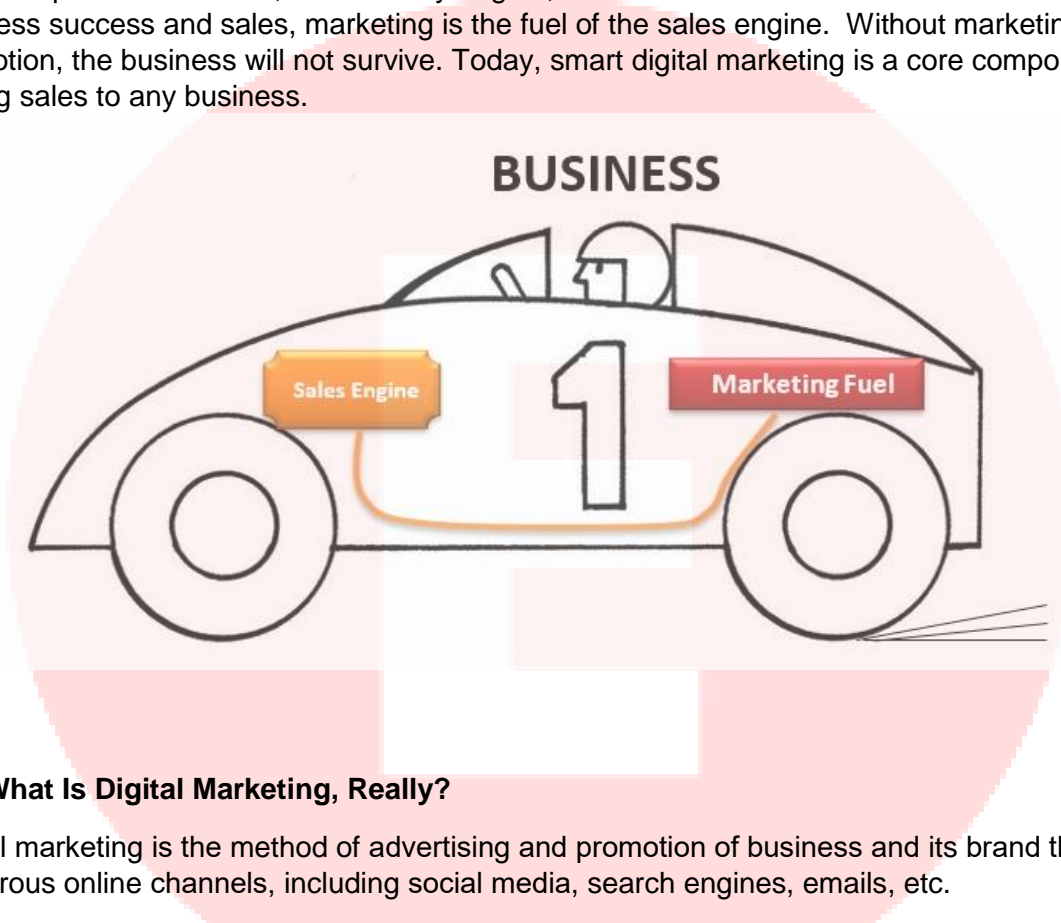 ess success and sales, marketing is the fuel of the sales engine. Without marketin
otion, the business will not survive. Today, smart digital marketing is a core compo
g sales to any business.
BUSINESS
Sales Engine
1
Marketing Fuel
What Is Digital Marketing, Really?
l marketing is the method of advertising and promotion of business and its brand th
rous online channels, including social media, search engines, emails, etc.